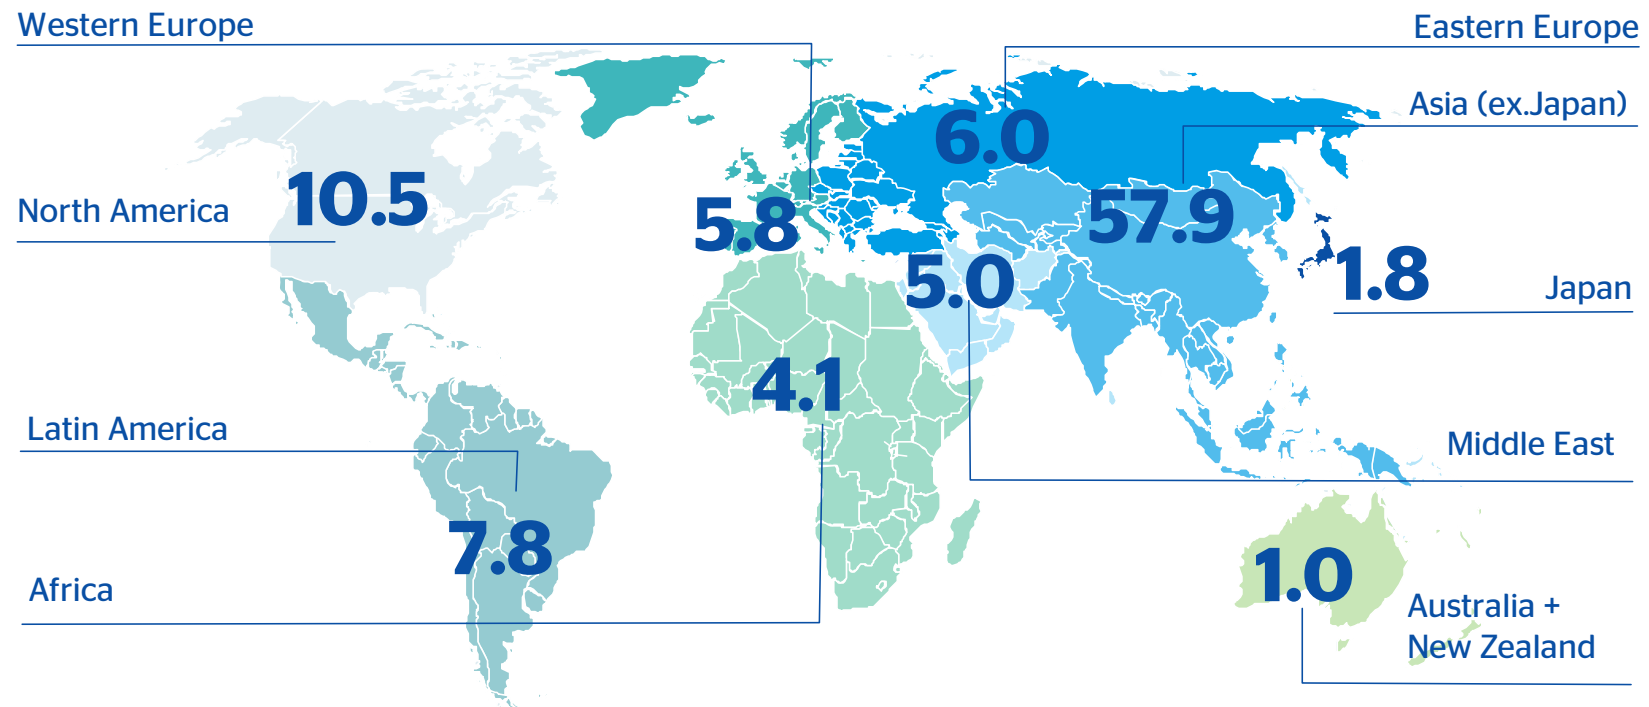 Western Europe
Eastern Europe
Asia (ex.Japan)
6.0
North America
10.5
5.8
57.9
5.0
1.8
Japan
4.1
Latin America
Middle East
7.8
Africa
1.0
Australia +
New Zealand